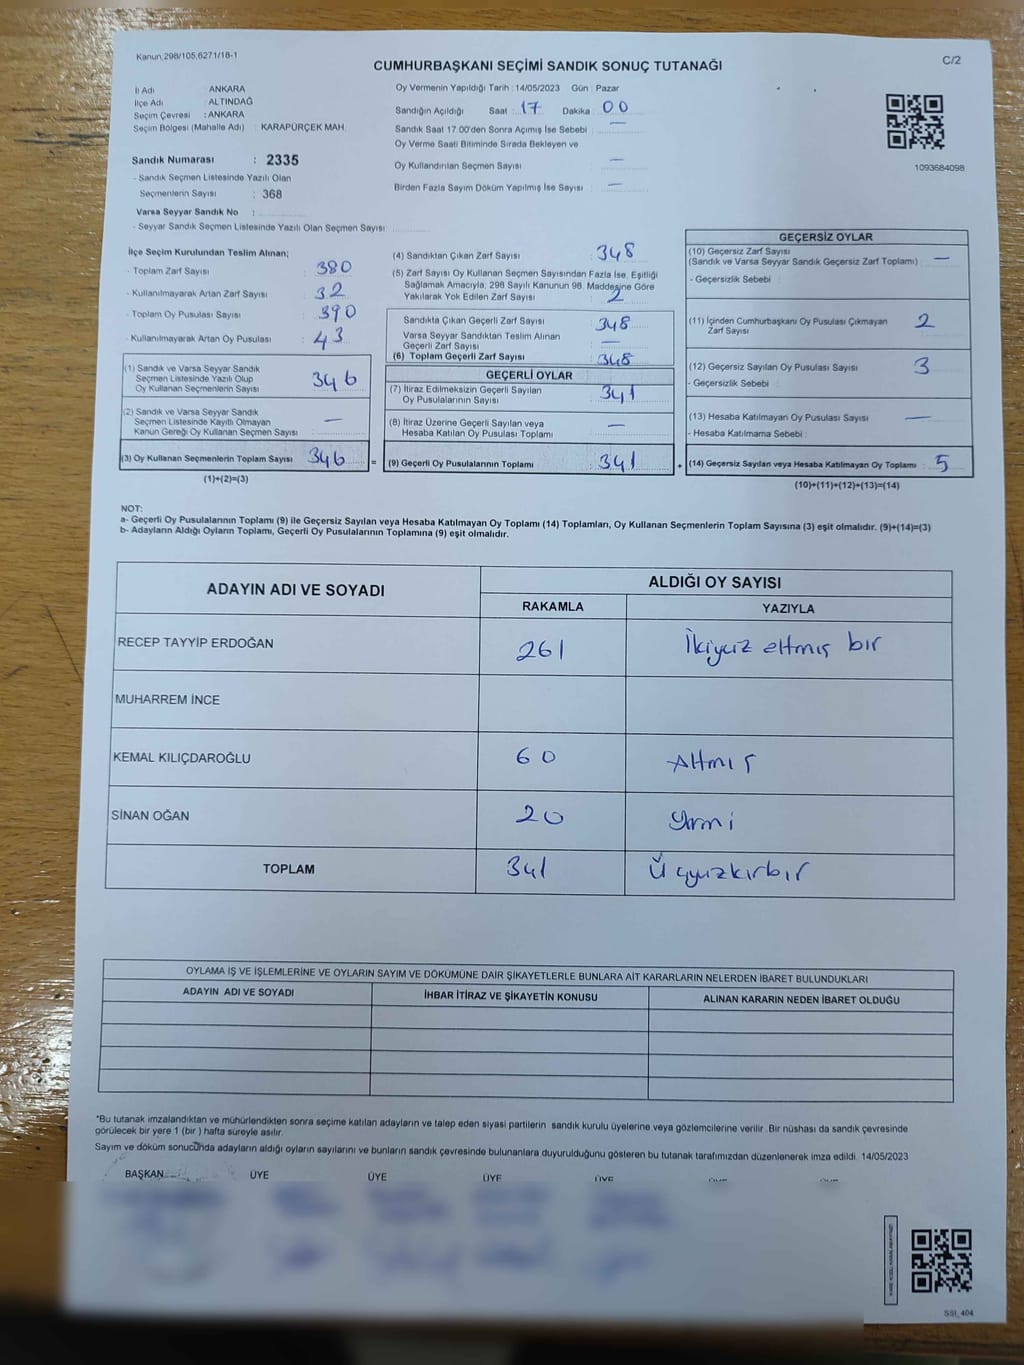 Kanun 298/105,6271/18-1
C/2
CUMHURBAŞKANI SEÇİMİ SANDIK SONUÇ TUTANAĞI
İl Adı ANKARA
İlçe Adı : ALTINDAĞ
Seçim Çevresi : ANKARA
Seçim Bölgesi (Mahalle Adı) : KARAPÜRÇEK MAH.
Sandık Numarası : 2335
- Sandık Seçmen Listesinde Yazılı Olan
Seçmenlerin Sayısı : 368
Varsa Seyyar Sandık No :
- Seyyar Sandık Seçmen Listesinde Yazılı Olan Seçmen Sayısı
Oy Vermenin Yapıldığı Tarih : 14/05/2023 Gün : Pazar
Sandığın Açıldığı Saat : 17 Dakika 00
Sandık Saat 17.00'den Sonra Açımış İse Sebebi : —
Oy Verme Saati Bitiminde Sırada Bekleyen ve
Oy Kullandırılan Seçmen Sayısı : —
Birden Fazla Sayım Döküm Yapılmış İse Sayısı : —
1093684098
İlçe Seçim Kurulundan Teslim Alınan;
- Toplam Zarf Sayısı : 380
- Kullanılmayarak Artan Zarf Sayısı : 32
- Toplam Oy Pusulası Sayısı : 390
- Kullanılmayarak Artan Oy Pusulası : 43
(1) Sandık ve Varsa Seyyar Sandık
Seçmen Listesinde Yazılı Olup
Oy Kullanan Seçmenlerin Sayısı : 346
(2) Sandık ve Varsa Seyyar Sandık
Seçmen Listesinde Kayıtlı Olmayan
Kanun Gereği Oy Kullanan Seçmen Sayısı : —
(3) Oy Kullanan Seçmenlerin Toplam Sayısı : 346 =
(1)+(2)=(3)
(4) Sandıktan Çıkan Zarf Sayısı : 348
(5) Zarf Sayısı Oy Kullanan Seçmen Sayısından Fazla İse, Eşitliği
Sağlamak Amacıyla; 298 Sayılı Kanunun 98. Maddesine Göre
Yakılarak Yok Edilen Zarf Sayısı : 2
Sandıkta Çıkan Geçerli Zarf Sayısı : 348
Varsa Seyyar Sandıktan Teslim Alınan
Geçerli Zarf Sayısı : —
(6) Toplam Geçerli Zarf Sayısı : 348
GEÇERLİ OYLAR
(7) İtiraz Edilmeksizin Geçerli Sayılan
Oy Pusulalarının Sayısı : 341
(8) İtiraz Üzerine Geçerli Sayılan veya
Hesaba Katılan Oy Pusulası Toplamı : —
(9) Geçerli Oy Pusulalarının Toplamı : 341 +
GEÇERSİZ OYLAR
(10) Geçersiz Zarf Sayısı
(Sandık ve Varsa Seyyar Sandık Geçersiz Zarf Toplamı) : —
- Geçersizlik Sebebi :
(11) İçinden Cumhurbaşkanı Oy Pusulası Çıkmayan
Zarf Sayısı : 2
(12) Geçersiz Sayılan Oy Pusulası Sayısı : 3
- Geçersizlik Sebebi :
(13) Hesaba Katılmayan Oy Pusulası Sayısı : —
- Hesaba Katılmama Sebebi :
(14) Geçersiz Sayılan veya Hesaba Katılmayan Oy Toplamı : 5
(10)+(11)+(12)+(13)=(14)
NOT:
a- Geçerli Oy Pusulalarının Toplamı (9) ile Geçersiz Sayılan veya Hesaba Katılmayan Oy Toplamı (14) Toplamları, Oy Kullanan Seçmenlerin Toplam Sayısına (3) eşit olmalıdır. (9)+(14)=(3)
b- Adayların Aldığı Oyların Toplamı, Geçerli Oy Pusulalarının Toplamına (9) eşit olmalıdır.
ADAYIN ADI VE SOYADI ALDIĞI OY SAYISI
RAKAMLA YAZIYLA
RECEP TAYYİP ERDOĞAN 261 İkiyüz altmış bir
MUHARREM İNCE
KEMAL KILIÇDAROĞLU 60 Altmış
SİNAN OĞAN 20 Yirmi
TOPLAM 341 Üçyüzkırbir
OYLAMA İŞ VE İŞLEMLERİNE VE OYLARIN SAYIM VE DÖKÜMÜNE DAİR ŞİKAYETLERLE BUNLARA AİT KARARLARIN NELERDEN İBARET BULUNDUKLARI
ADAYIN ADI VE SOYADI İHBAR İTİRAZ VE ŞİKAYETİN KONUSU ALINAN KARARIN NEDEN İBARET OLDUĞU
*Bu tutanak imzalandıktan ve mühürlendikten sonra seçime katılan adayların ve talep eden siyasi partilerin sandık kurulu üyelerine veya gözlemcilerine verilir. Bir nüshası da sandık çevresinde
görülecek bir yere 1 (bir ) hafta süreyle asılır.
Sayım ve döküm sonucunda adayların aldığı oyların sayılarını ve bunların sandık çevresinde bulunanlara duyurulduğunu gösteren bu tutanak tarafımızdan düzenlenerek imza edildi. 14/05/2023
BAŞKAN ÜYE ÜYE ÜYE ÜYE
SSI_404